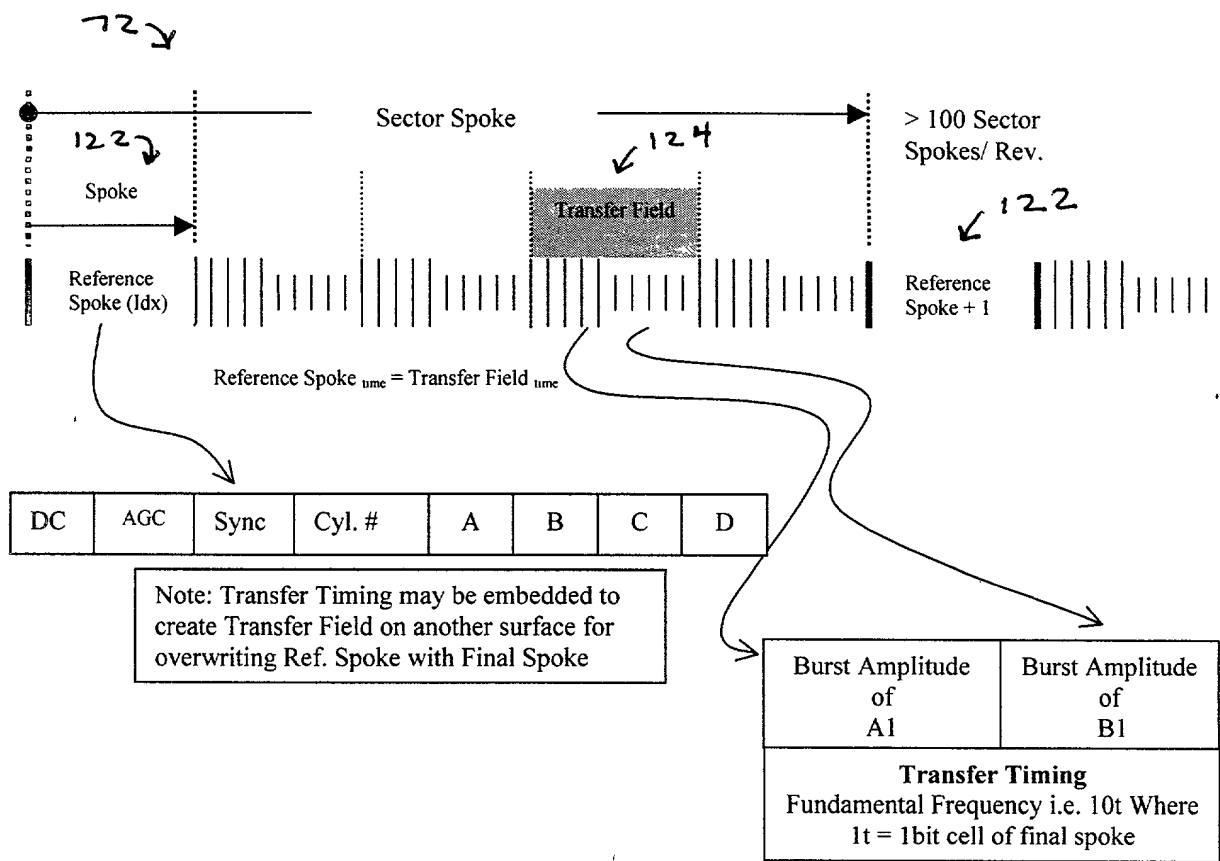 72
Sector Spoke
> 100 Sector
Spokes/ Rev.
122
124
Spoke
Transfer Field
122
Reference
Spoke (Idx)
Reference
Spoke + 1
Reference Spoke time = Transfer Field time
DC AGC Sync Cyl. # A B C D
Note: Transfer Timing may be embedded to
create Transfer Field on another surface for
overwriting Ref. Spoke with Final Spoke
Burst Amplitude
of
A1
Burst Amplitude
of
B1
Transfer Timing
Fundamental Frequency i.e. 10t Where
1t = 1bit cell of final spoke